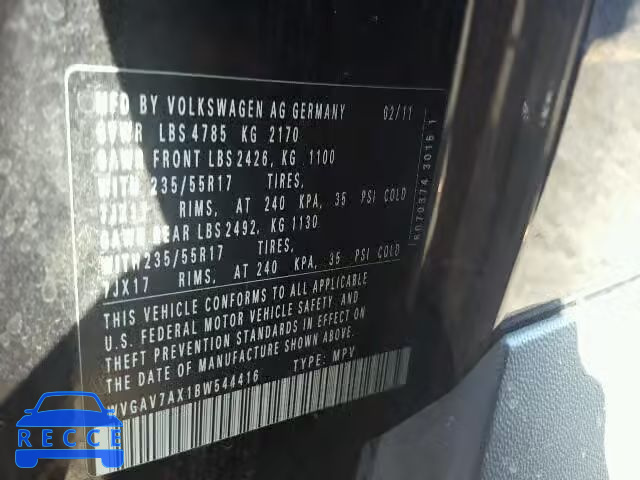 MFD BY VOLKSWAGEN AG GERMANY 02/11
GVWR LBS 4785 KG 2170
GAWR FRONT LBS 2426, KG 1100
WITH 235/55R17 TIRES,
7JX17 RIMS, AT 240 KPA, 35 PSI COLD
GAWR REAR LBS 2492, KG 1130
WITH 235/55R17 TIRES,
7JX17 RIMS, AT 240 KPA, 35 PSI COLD
THIS VEHICLE CONFORMS TO ALL APPLICABLE
U.S. FEDERAL MOTOR VEHICLE SAFETY, AND
THEFT PREVENTION STANDARDS IN EFFECT ON
THE DATE OF MANUFACTURE SHOWN ABOVE.
WVGAV7AX1BW544416 TYPE: MPV
RECCE